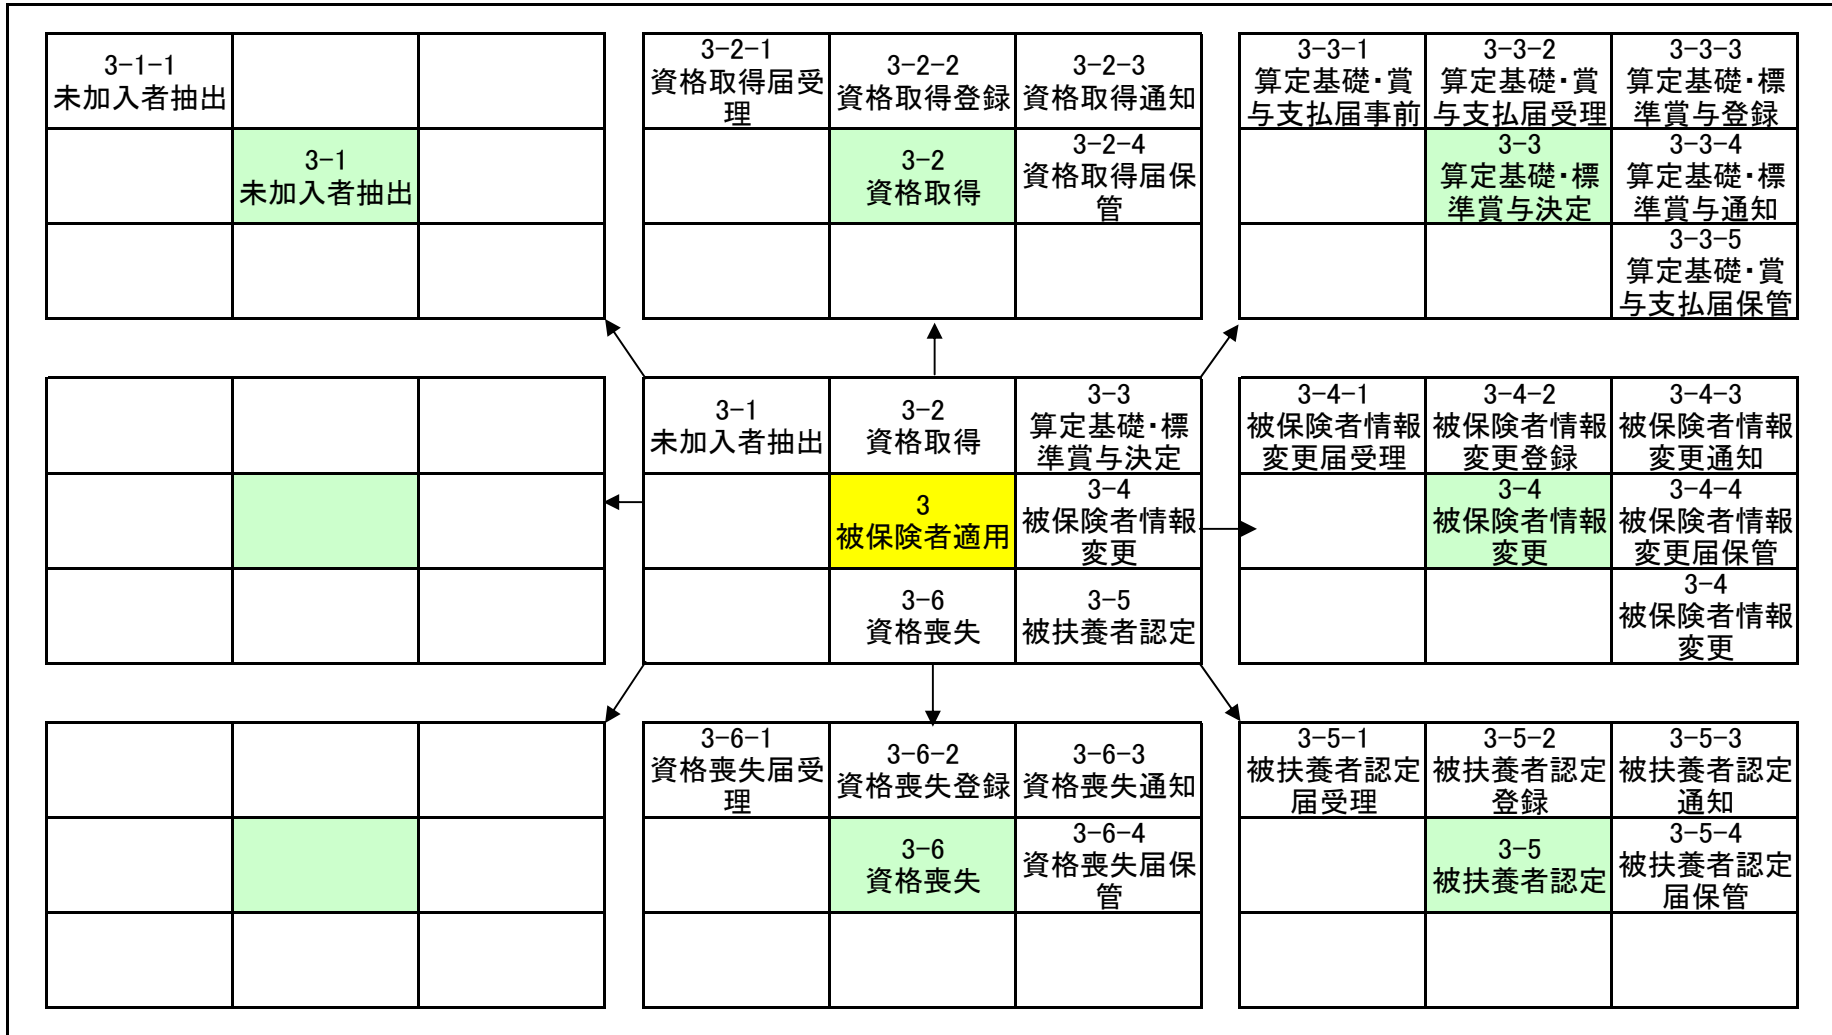 3-1-1
未加入者抽出
3-1
未加入者抽出
3-2-1
資格取得届受
理
3-2-2
資格取得登録
3-2-3
資格取得通知
3-2
資格取得
3-2-4
資格取得届保
管
3-3-1
算定基礎・賞
与支払届事前
3-3-2
算定基礎・賞
与支払届受理
3-3-3
算定基礎・標
準賞与登録
3-3
算定基礎・標
準賞与決定
3-3-4
算定基礎・標
準賞与通知
3-3-5
算定基礎・賞
与支払届保管
3-1
未加入者抽出
3-2
資格取得
3-3
算定基礎・標
準賞与決定
3
被保険者適用
3-4
被保険者情報
変更
3-6
資格喪失
3-5
被扶養者認定
3-4-1
被保険者情報
変更届受理
3-4-2
被保険者情報
変更登録
3-4-3
被保険者情報
変更通知
3-4
被保険者情報
変更
3-4-4
被保険者情報
変更届保管
3-4
被保険者情報
変更
3-6-1
資格喪失届受
理
3-6-2
資格喪失登録
3-6-3
資格喪失通知
3-6
資格喪失
3-6-4
資格喪失届保
管
3-5-1
被扶養者認定
届受理
3-5-2
被扶養者認定
登録
3-5-3
被扶養者認定
通知
3-5
被扶養者認定
3-5-4
被扶養者認定
届保管